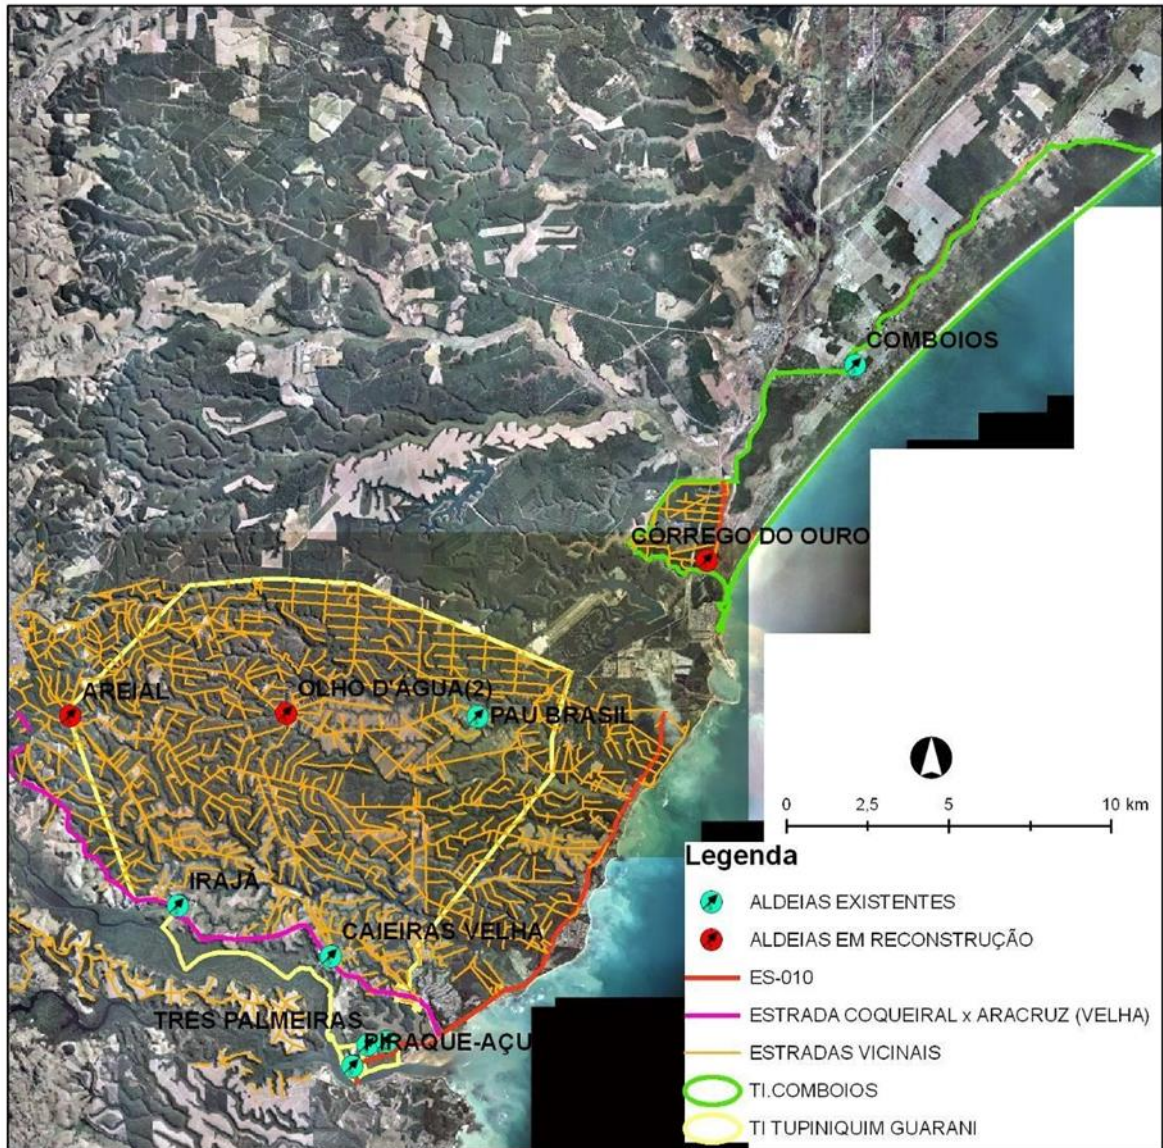 COMBOIOS
CORREGO DO OURO
AREIAL
OLHO D'AGUA(2)
PAU BRASIL
IRAJÁ
CAIEIRAS VELHA
TRES PALMEIRAS
PIRAQUE-AÇU
0 2,5 5 10 km
Legenda
ALDEIAS EXISTENTES
ALDEIAS EM RECONSTRUÇÃO
ES-010
ESTRADA COQUEIRAL x ARACRUZ (VELHA)
ESTRADAS VICINAIS
TI.COMBOIOS
TI TUPINIQUIM GUARANI